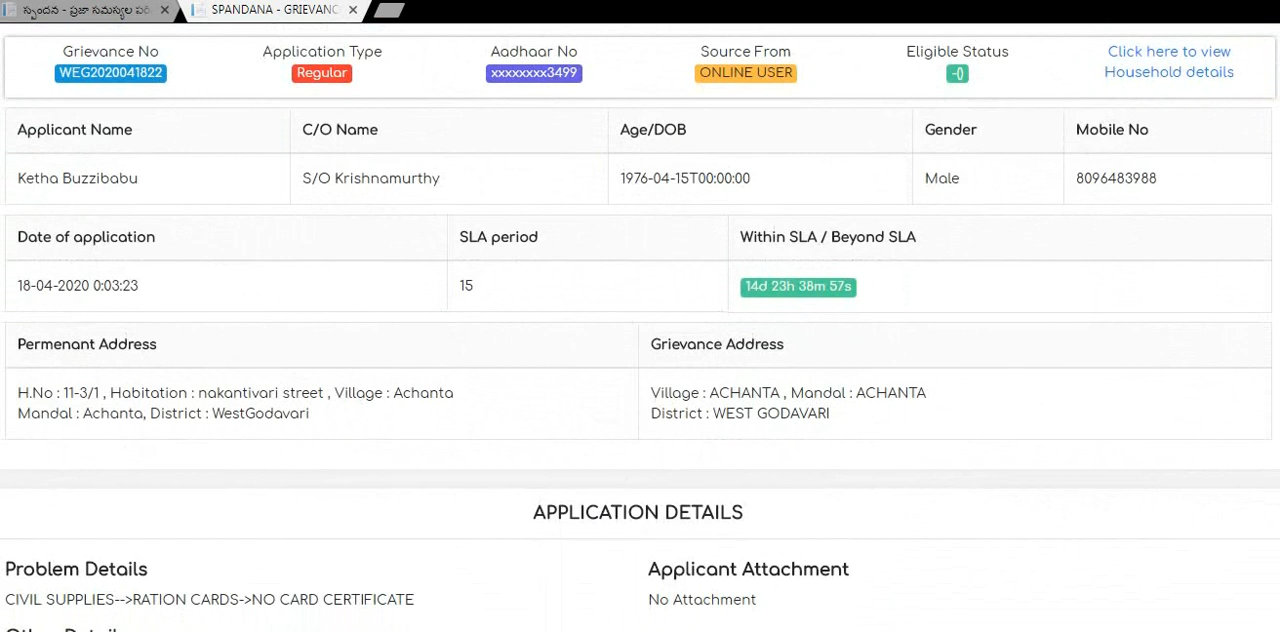 స్పందన - ప్రజా సమస్యల పరి
SPANDANA - GRIEVANC
Grievance No
Application Type
Aadhaar No
Source From
Eligible Status
Click here to view
Household details
WEG2020041822
Regular
xxxxxxxx3499
ONLINE USER
-()
Applicant Name
C/O Name
Age/DOB
Gender
Mobile No
Ketha Buzzibabu
S/O Krishnamurthy
1976-04-15T00:00:00
Male
8096483988
Date of application
SLA period
Within SLA / Beyond SLA
18-04-2020 0:03:23
15
14d 23h 38m 57s
Permenant Address
Grievance Address
H.No : 11-3/1 , Habitation : nakantivari street , Village : Achanta
Mandal : Achanta, District : WestGodavari
Village : ACHANTA , Mandal : ACHANTA
District : WEST GODAVARI
APPLICATION DETAILS
Problem Details
Applicant Attachment
CIVIL SUPPLIES-->RATION CARDS->NO CARD CERTIFICATE
No Attachment